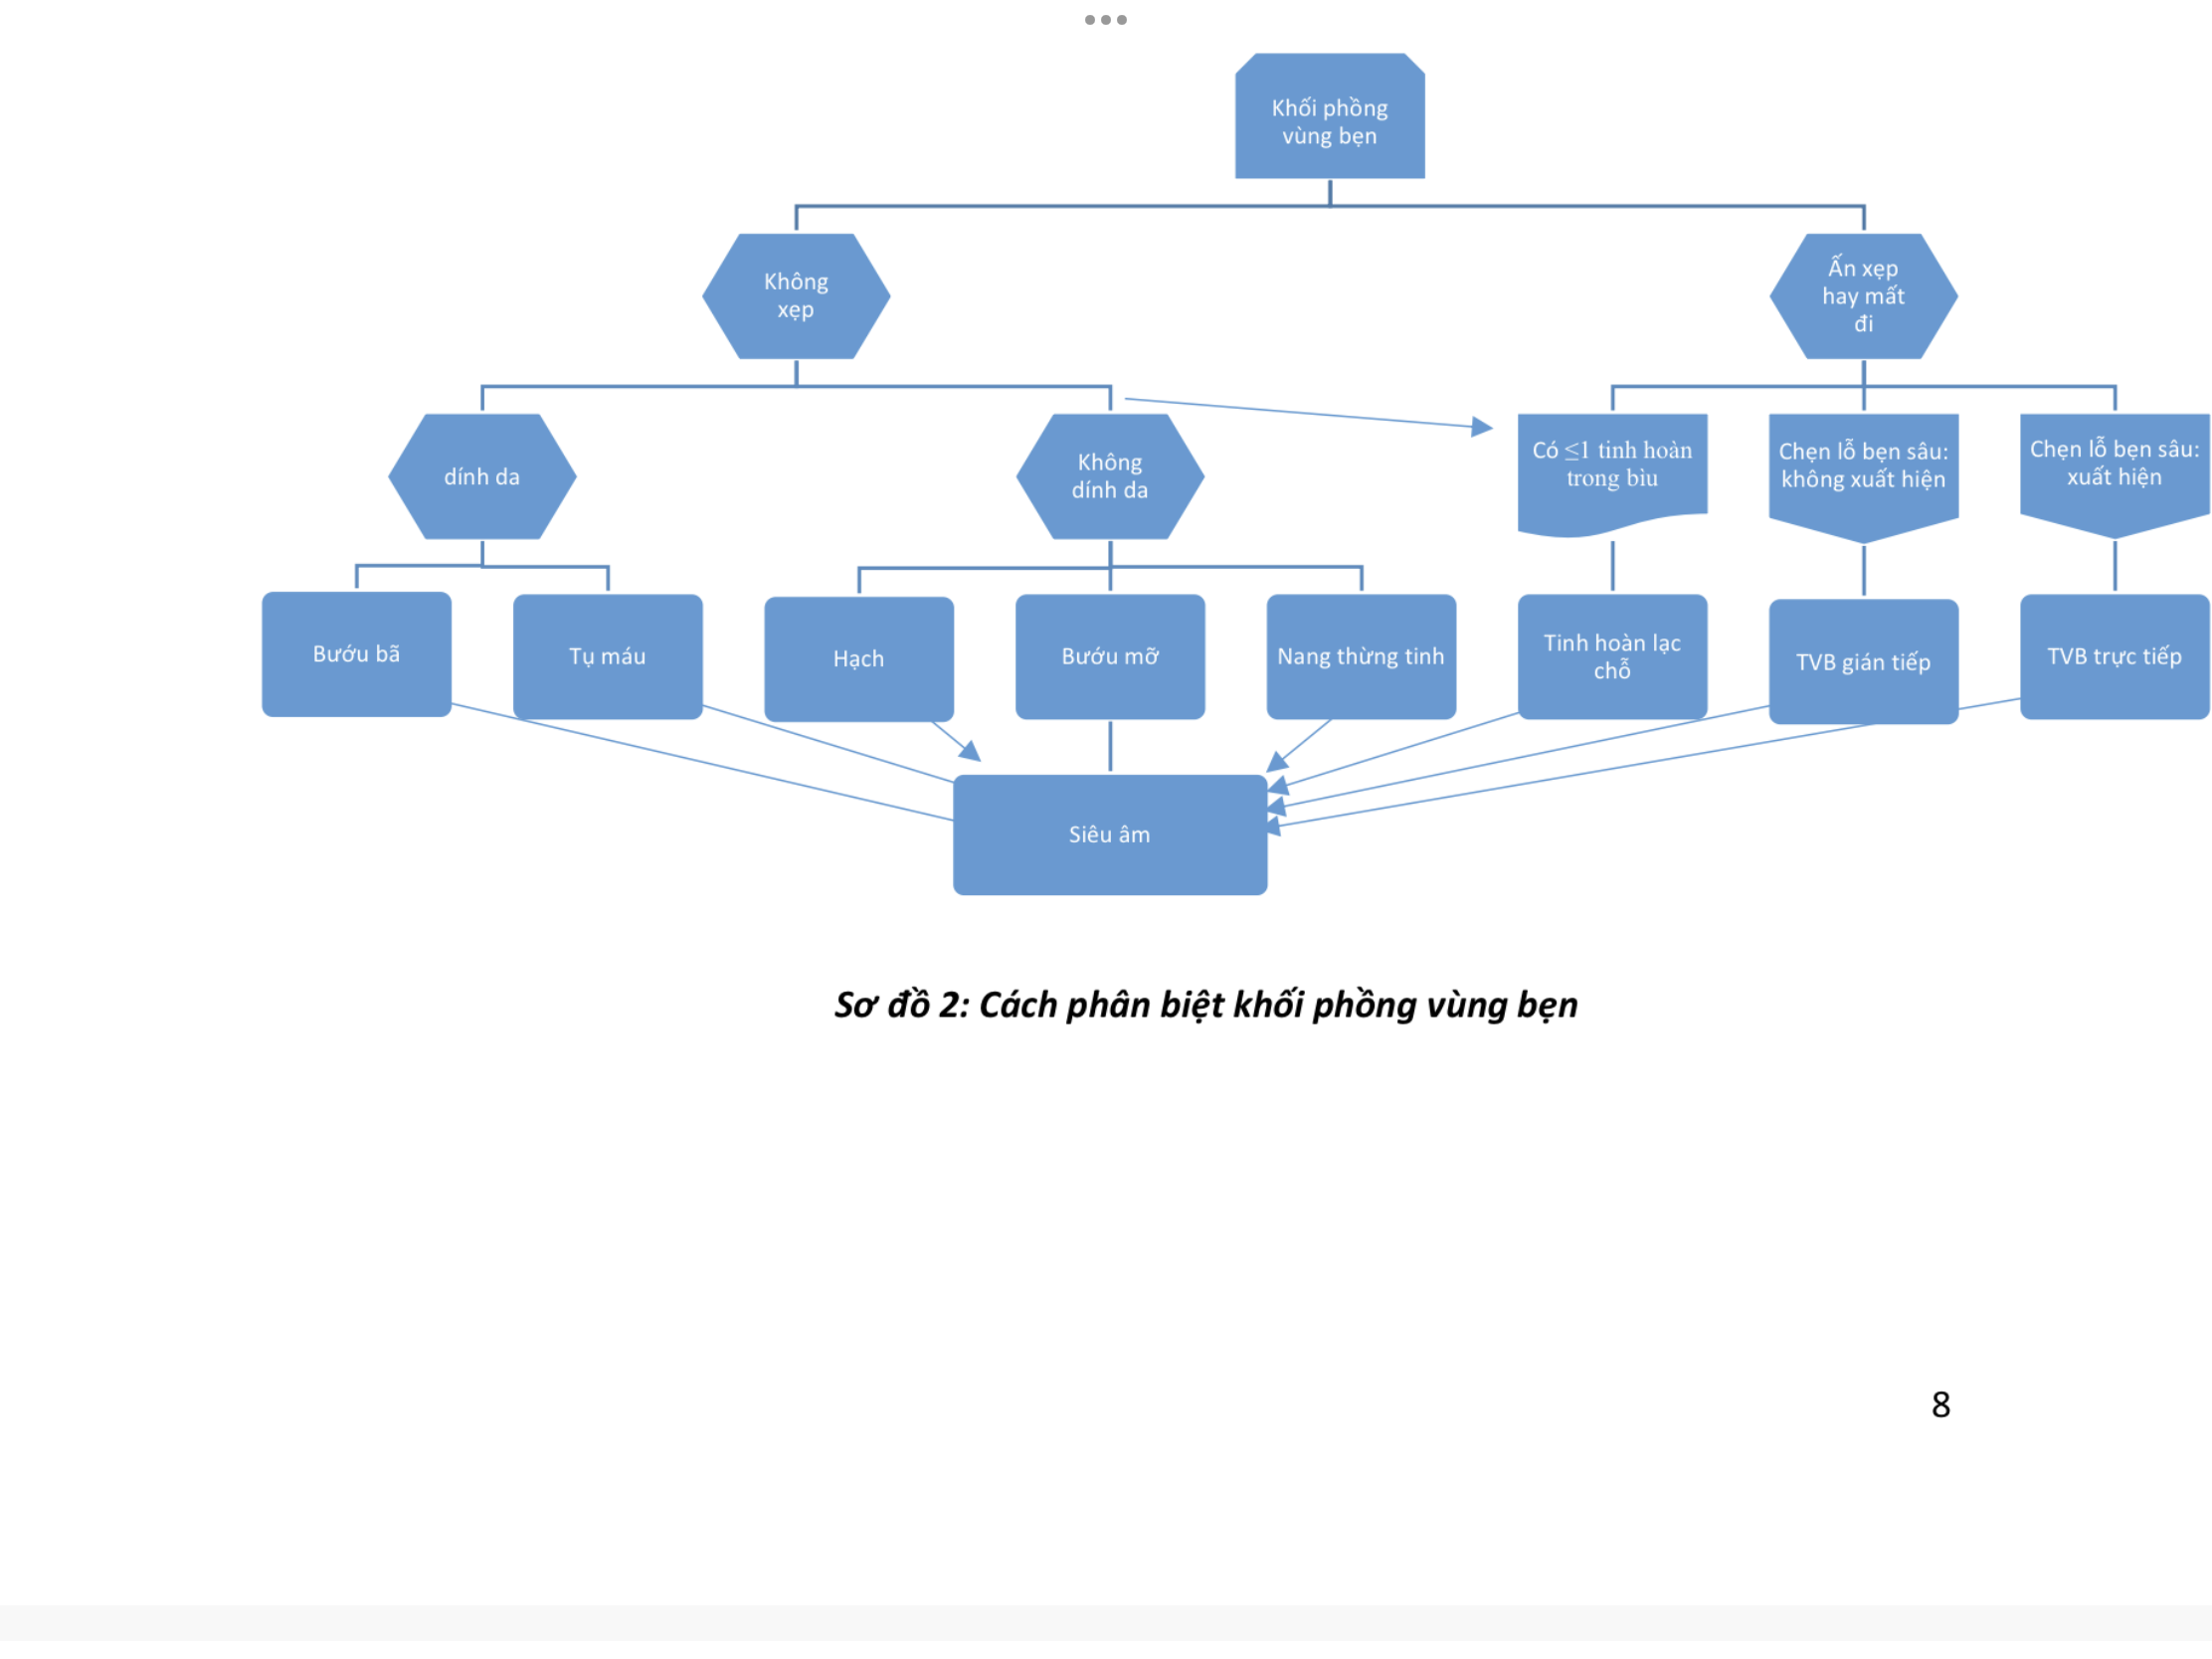 Khối phồng
vùng bẹn
Không
xẹp
Ấn xẹp
hay mất
đi
dính da
Không
dính da
Có ≤1 tinh hoàn
trong bìu
Chẹn lỗ bẹn sâu:
không xuất hiện
Chẹn lỗ bẹn sâu:
xuất hiện
Bướu bã
Tụ máu
Hạch
Bướu mỡ
Nang thừng tinh
Tinh hoàn lạc
chỗ
TVB gián tiếp
TVB trực tiếp
Siêu âm
Sơ đồ 2: Cách phân biệt khối phồng vùng bẹn
8